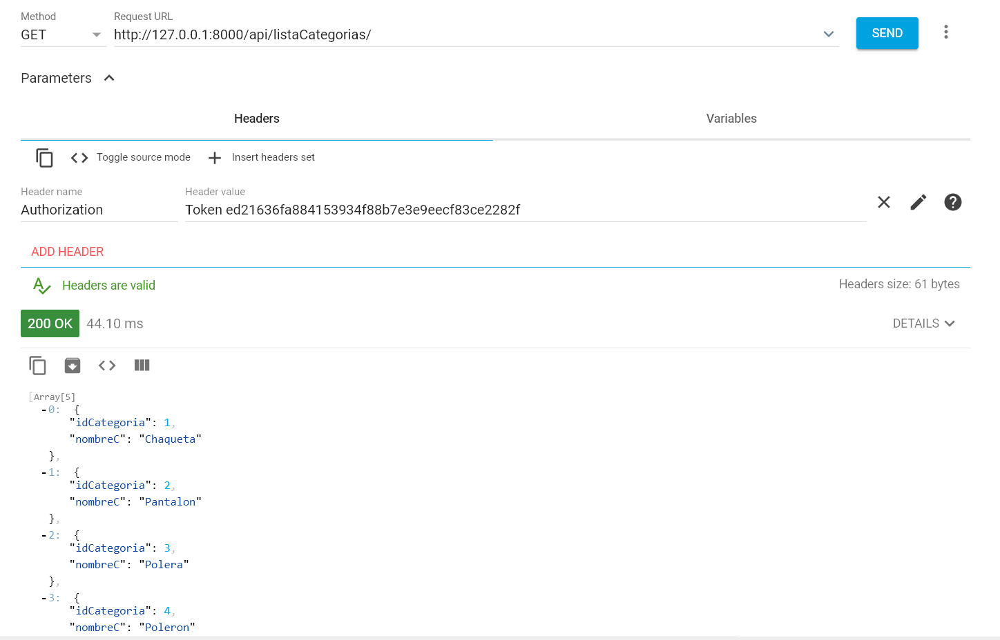 Method
Request URL
GET
http://127.0.0.1:8000/api/listaCategorias/
SEND
Parameters
Headers
Variables
Toggle source mode
Insert headers set
Header name
Header value
Authorization
Token ed21636fa884153934f88b7e3e9eecf83ce2282f
ADD HEADER
Headers are valid
Headers size: 61 bytes
200 OK
44.10 ms
DETAILS
[Array[5]
-0: {
"idCategoria": 1,
"nombreC": "Chaqueta"
},
-1: {
"idCategoria": 2,
"nombreC": "Pantalon"
},
-2: {
"idCategoria": 3,
"nombreC": "Polera"
},
-3: {
"idCategoria": 4,
"nombreC": "Poleron"